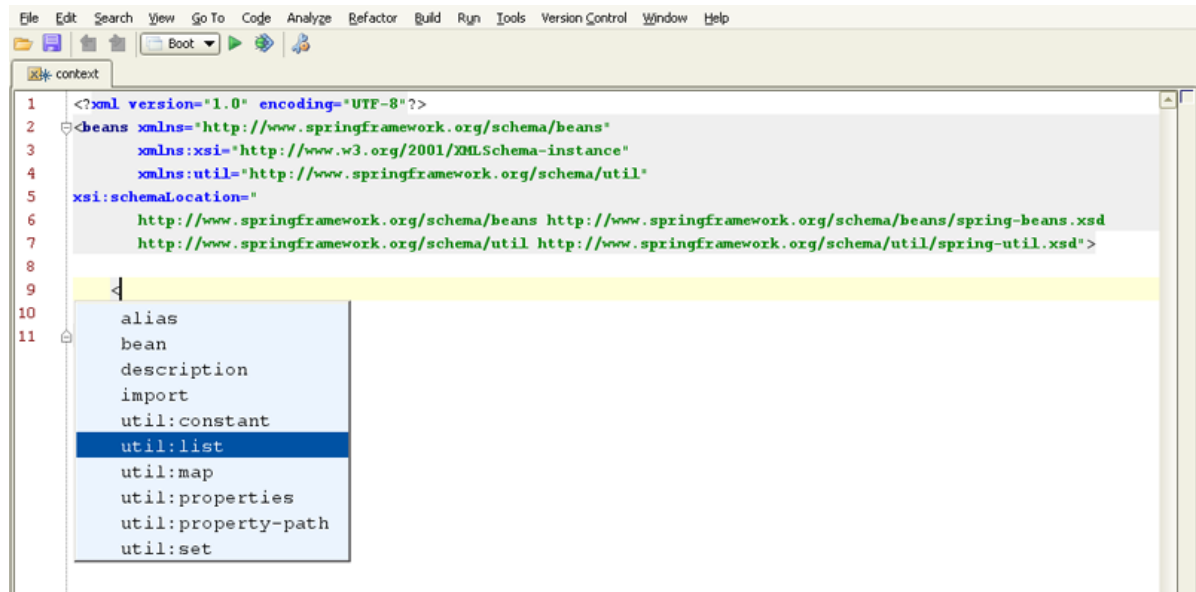 File Edit Search View Go To Code Analyze Refactor Build Run Tools Version Control Window Help
Boot
context
1 <?xml version="1.0" encoding="UTF-8"?>
2 <beans xmlns="http://www.springframework.org/schema/beans"
3 xmlns:xsi="http://www.w3.org/2001/XMLSchema-instance"
4 xmlns:util="http://www.springframework.org/schema/util"
5 xsi:schemaLocation="
6 http://www.springframework.org/schema/beans http://www.springframework.org/schema/beans/spring-beans.xsd
7 http://www.springframework.org/schema/util http://www.springframework.org/schema/util/spring-util.xsd">
8
9 <
10 alias
11 bean
description
import
util:constant
util:list
util:map
util:properties
util:property-path
util:set